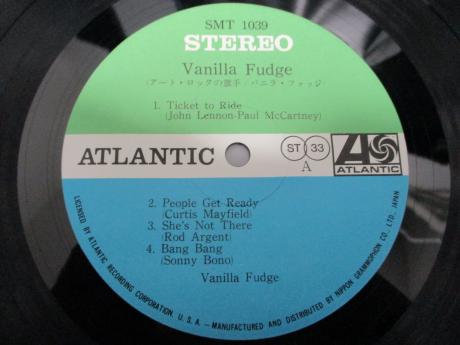 SMT 1039
STEREO
Vanilla Fudge
(アート・ロックの騎手/バニラ・ファッジ)
1. Ticket to Ride
(John Lennon-Paul McCartney)
ATLANTIC
ST 33
A
ATLANTIC
2. People Get Ready
(Curtis Mayfield)
3. She's Not There
(Rod Argent)
4. Bang Bang
(Sonny Bono)
Vanilla Fudge
LICENSED BY ATLANTIC RECORDING CORPORATION, U.S.A. – MANUFACTURED AND DISTRIBUTED BY NIPPON GRAMMOPHON CO., LTD., JAPAN